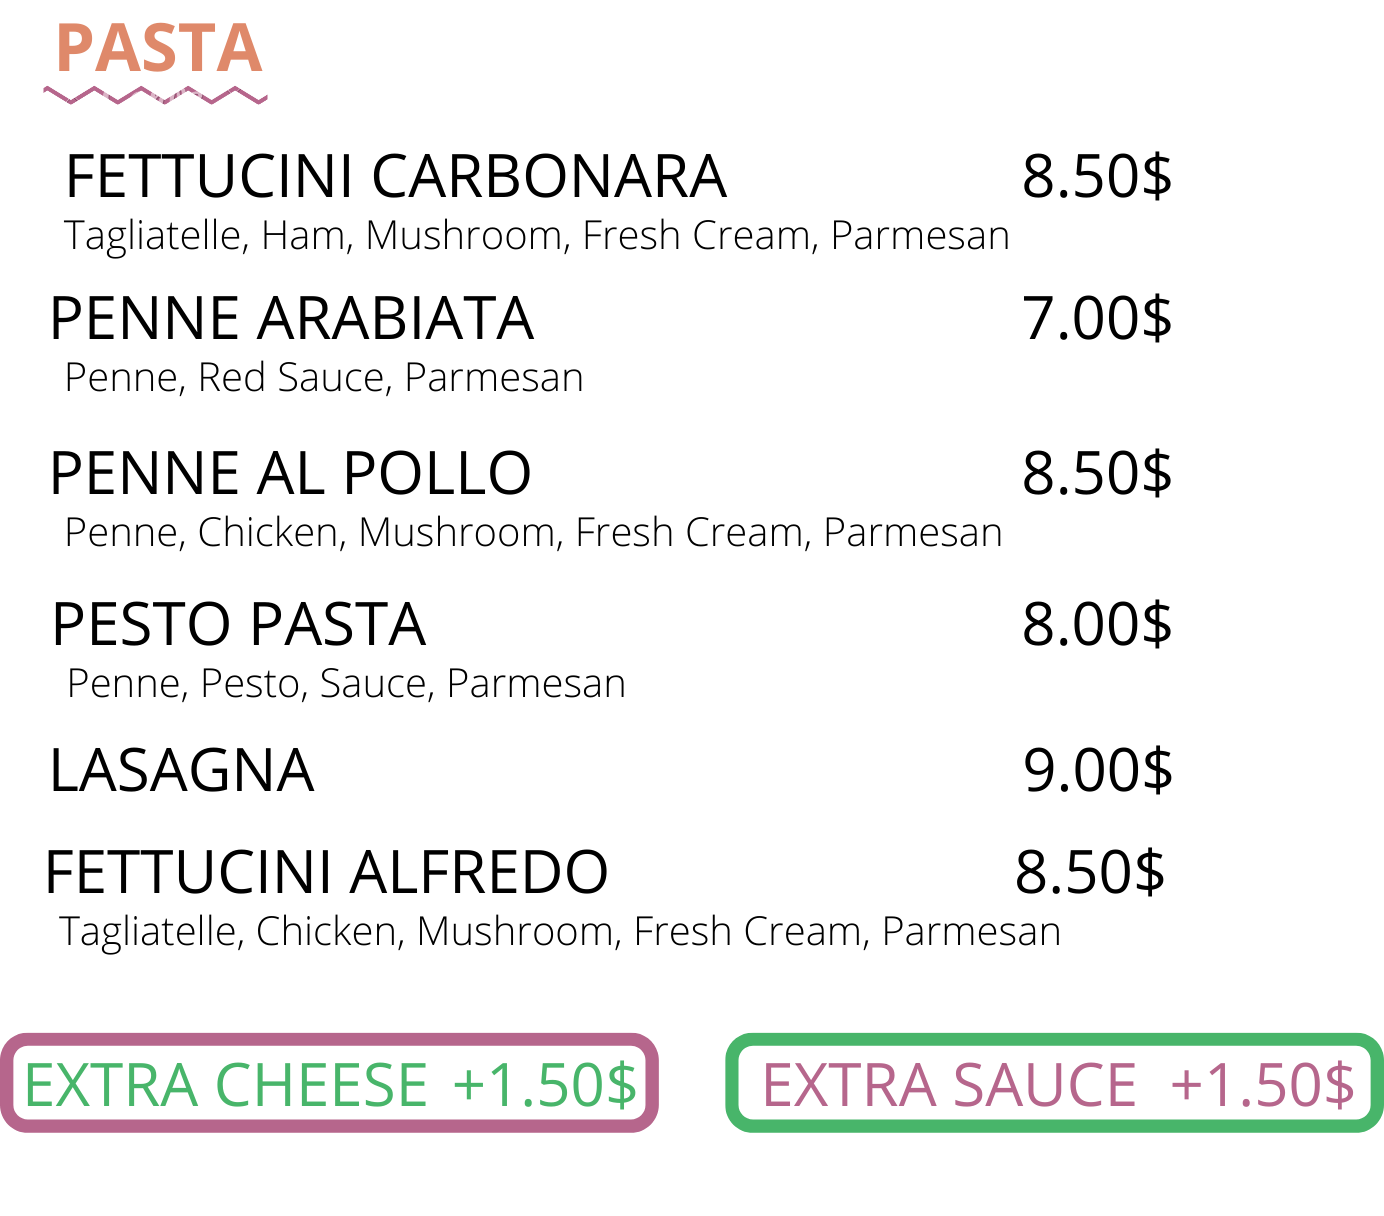 PASTA
FETTUCINI CARBONARA 8.50$
Tagliatelle, Ham, Mushroom, Fresh Cream, Parmesan
PENNE ARABIATA 7.00$
Penne, Red Sauce, Parmesan
PENNE AL POLLO 8.50$
Penne, Chicken, Mushroom, Fresh Cream, Parmesan
PESTO PASTA 8.00$
Penne, Pesto, Sauce, Parmesan
LASAGNA 9.00$
FETTUCINI ALFREDO 8.50$
Tagliatelle, Chicken, Mushroom, Fresh Cream, Parmesan
EXTRA CHEESE +1.50$ EXTRA SAUCE +1.50$